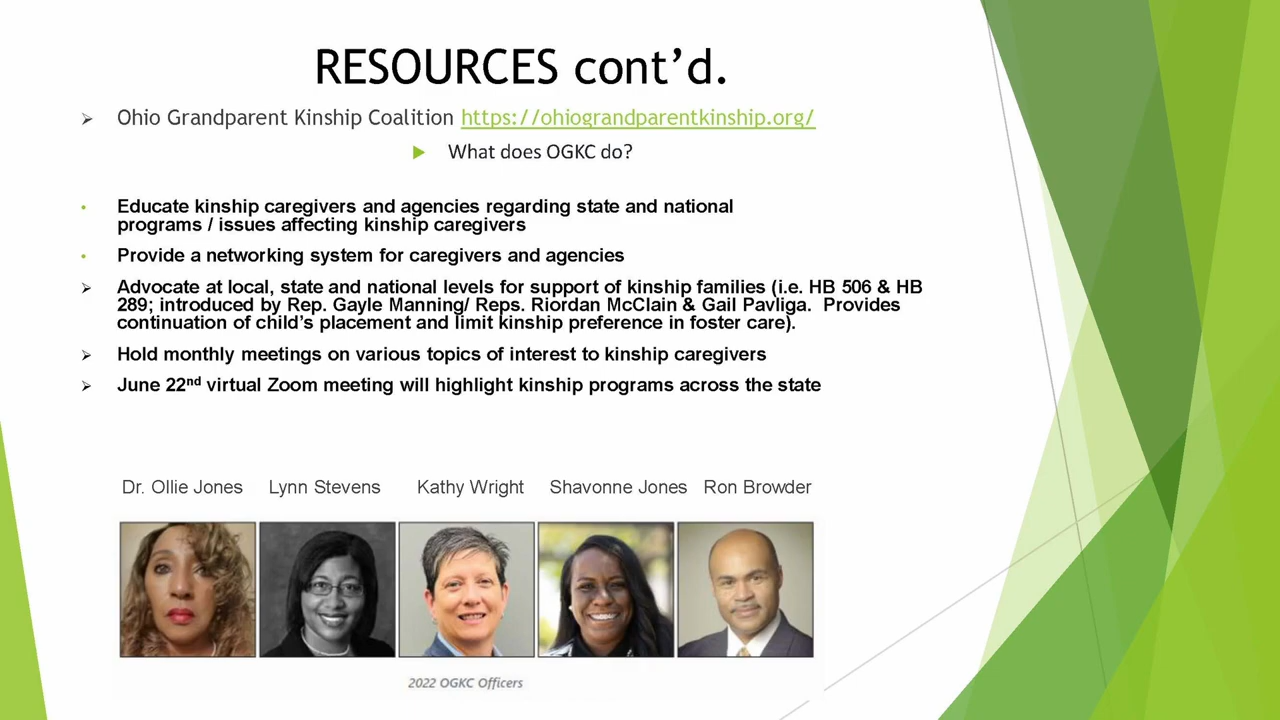 RESOURCES cont’d.
Ohio Grandparent Kinship Coalition https://ohiograndparentkinship.org/
What does OGKC do?
Educate kinship caregivers and agencies regarding state and national
programs / issues affecting kinship caregivers
Provide a networking system for caregivers and agencies
Advocate at local, state and national levels for support of kinship families (i.e. HB 506 & HB
289; introduced by Rep. Gayle Manning/ Reps. Riordan McClain & Gail Pavliga.  Provides
continuation of child’s placement and limit kinship preference in foster care).
Hold monthly meetings on various topics of interest to kinship caregivers
June 22nd virtual Zoom meeting will highlight kinship programs across the state
Dr. Ollie Jones Lynn Stevens Kathy Wright Shavonne Jones Ron Browder
2022 OGKC Officers